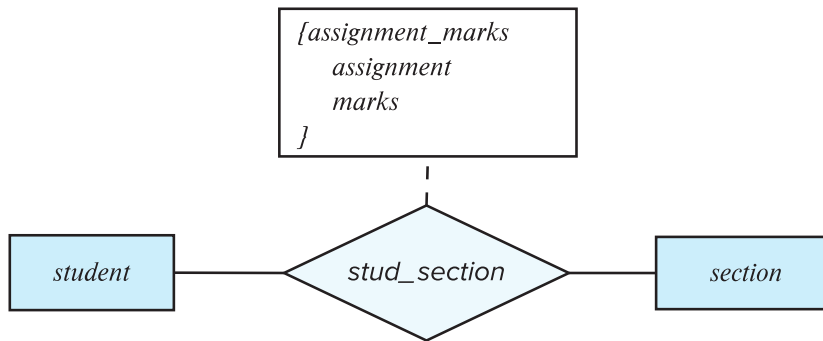 {assignment_marks
assignment
marks
}
student
stud_section
section